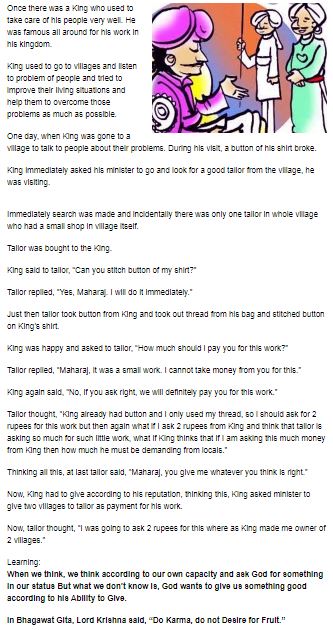 Once there was a King who used to
take care of his people very well. He
was famous all around for his work in
his kingdom.
King used to go to villages and listen
to problem of people and tried to
improve their living situations and
help them to overcome those
problems as much as possible.
One day, when King was gone to a
village to talk to people about their problems. During his visit, a button of his shirt broke.
King immediately asked his minister to go and look for a good tailor from the village, he
was visiting.
Immediately search was made and incidentally there was only one tailor in whole village
who had a small shop in village itself.
Tailor was bought to the King.
King said to tailor, "Can you stitch button of my shirt?"
Tailor replied, "Yes, Maharaj. I will do it immediately."
Just then tailor took button from King and took out thread from his bag and stitched button
on King's shirt.
King was happy and asked to tailor, "How much should I pay you for this work?"
Tailor replied, "Maharaj, it was a small work. I cannot take money from you for this."
King again said, "No, if you ask right, we will definitely pay you for this work."
Tailor thought, "King already had button and I only used my thread, so I should ask for 2
rupees for this work but then again what if I ask 2 rupees from King and think that tailor is
asking so much for such little work, what if King thinks that if I am asking this much money
from King then how much he must be demanding from locals."
Thinking all this, at last tailor said, "Maharaj, you give me whatever you think is right."
Now, King had to give according to his reputation, thinking this, King asked minister to
give two villages to tailor as payment for his work.
Now, tailor thought, "I was going to ask 2 rupees for this where as King made me owner of
2 villages."
Learning:
When we think, we think according to our own capacity and ask God for something
in our status But what we don't know is, God wants to give us something good
according to his Ability to Give.
In Bhagawat Gita, Lord Krishna said, "Do Karma, do not Desire for Fruit."